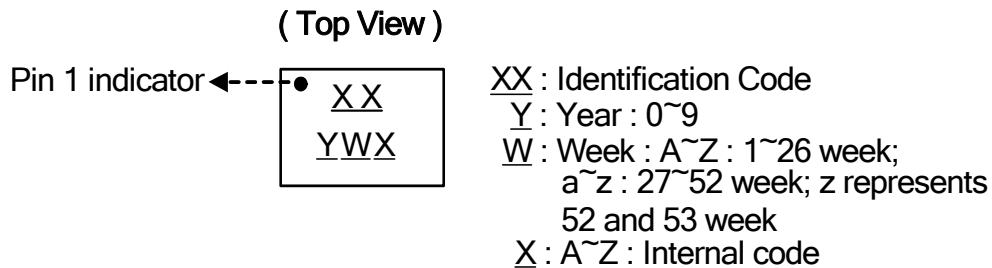 ( Top View )
Pin 1 indicator
XX
YWX
XX : Identification Code
Y : Year : 0~9
W : Week : A~Z : 1~26 week;
a~z : 27~52 week; z represents
52 and 53 week
X : A~Z : Internal code